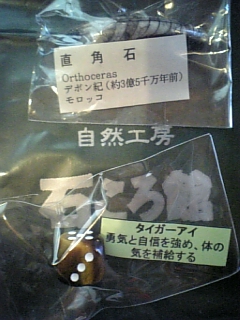 直角石
Orthoceras
デボン紀(約3億5千万年前)
モロッコ
自然工房
石ころ館
タイガーアイ
勇気と自信を強め、体の
気を補給する